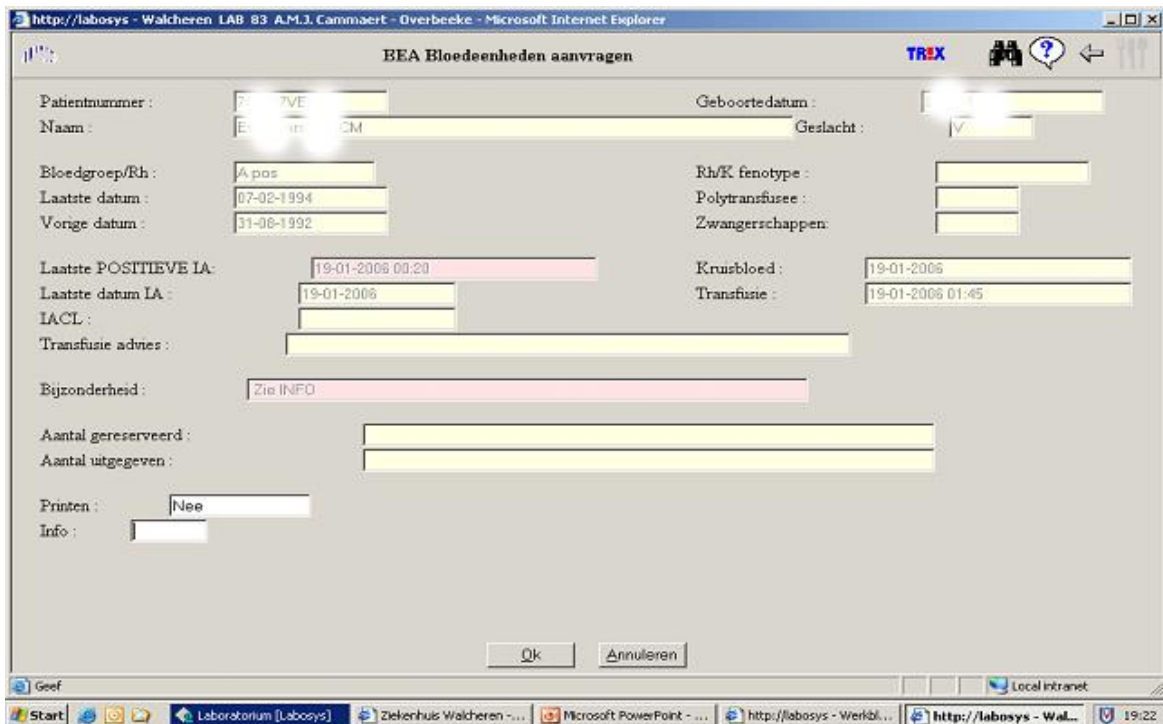 http://labosys - Walcheren LAB 83 A.M.J. Cammaert - Overbeeke - Microsoft Internet Explorer
BEA Bloedeenheden aanvragen TRIX
Patientnummer : 7VE Geboortedatum :
Naam : CM Geslacht : V
Bloedgroep/Rh : A pos Rh/K fenotype :
Laatste datum : 07-02-1994 Polytransfusee :
Vorige datum : 31-08-1992 Zwangerschappen:
Laatste POSITIEVE IA: 19-01-2006 00:20 Kruisbloed : 19-01-2006
Laatste datum IA : 19-01-2006 Transfusie : 19-01-2006 01:45
IACL :
Transfusie advies :
Bijzonderheid : Zie INFO
Aantal gereserveerd :
Aantal uitgegeven :
Printen : Nee
Info :
Ok Annuleren
Geef Local intranet
Start Laboratorium [Labosys] Ziekenhuis Walcheren -... Microsoft PowerPoint - ... http://labosys - Werkbl... http://labosys - Wal... 19:22